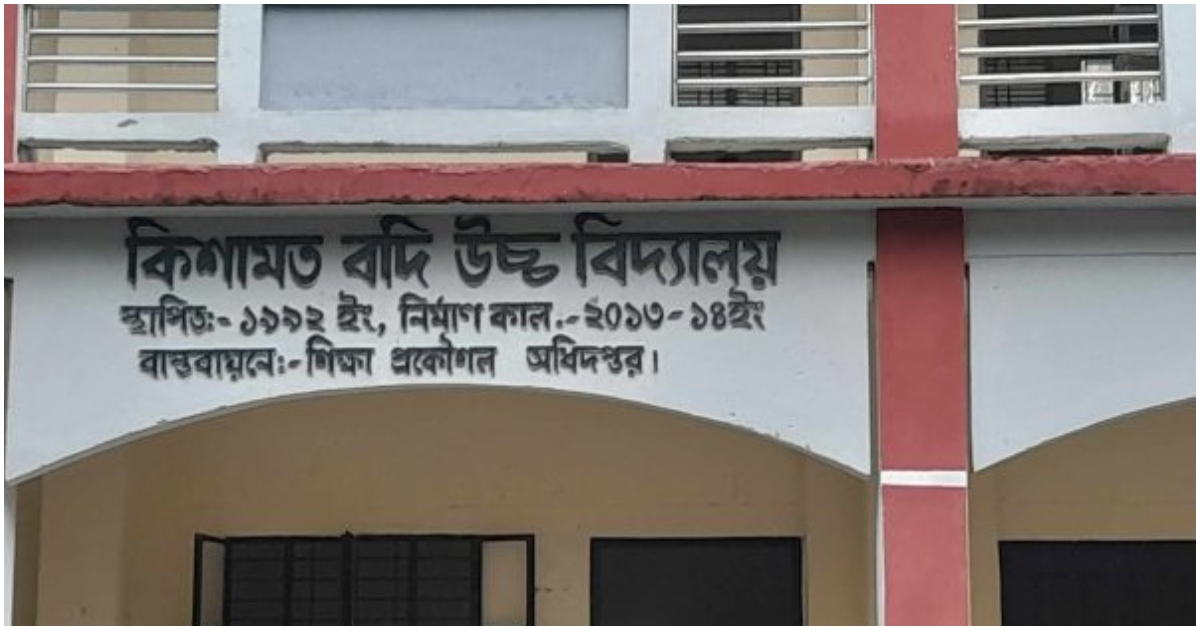 কিশামত বদি উচ্চ বিদ্যালয়
স্থাপিতঃ- ১৯৯২ ইং, নির্মাণ কাল.- ২০১৩-১৪ইং
বাস্তবায়নেঃ- শিক্ষা প্রকৌশল অধিদপ্তর।